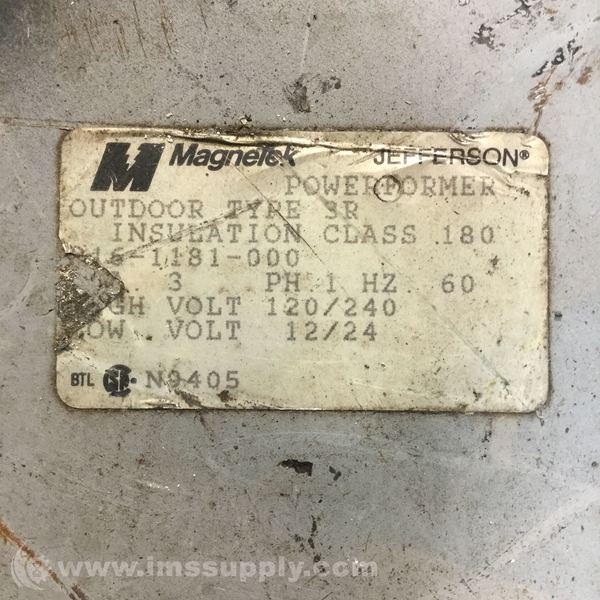 MagneTek JEFFERSON®
POWERFORMER
OUTDOOR TYPE 3R
INSULATION CLASS 180
-1181-000
3 PH 1 HZ 60
VOLT 120/240
VOLT 12/24
BTL N9405
www.imssupply.com